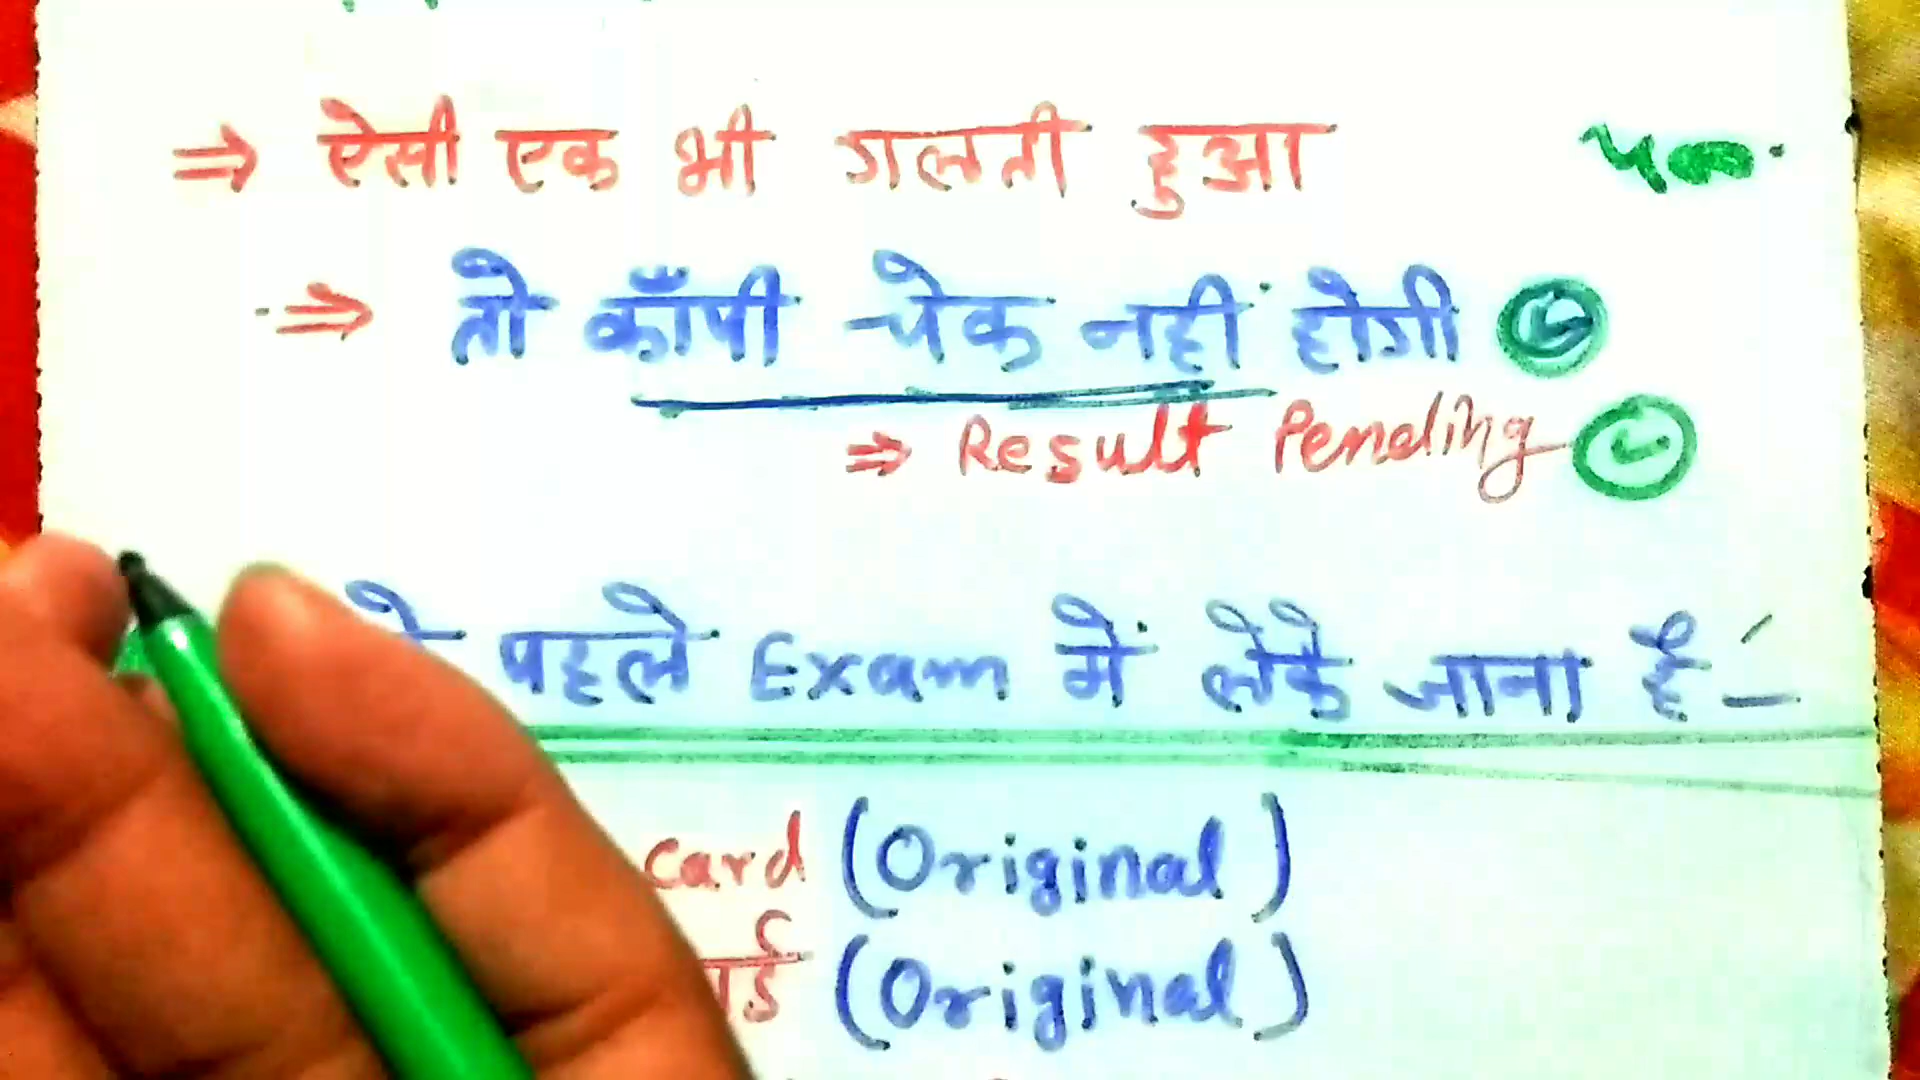 ⇒ ऐसी एक भी गलती हुआ
⇒ तो कॉपी चेक नहीं होगी
⇒ Result Pending
पहले Exam में लेके जाना है :-
card (Original)
(Original)